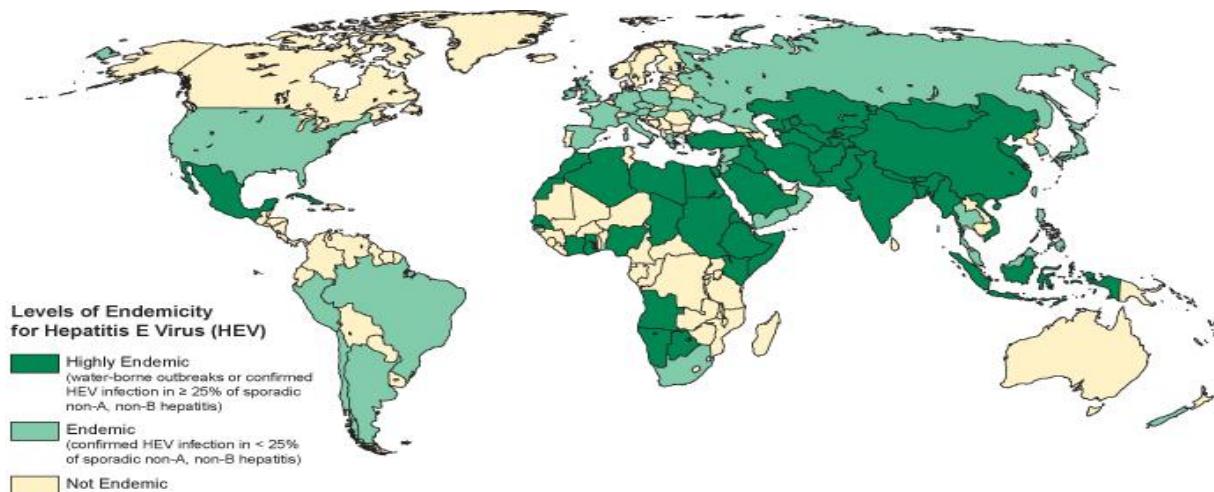 Levels of Endemicity
for Hepatitis E Virus (HEV)
Highly Endemic
(water-borne outbreaks or confirmed
HEV infection in ≥ 25% of sporadic
non-A, non-B hepatitis)
Endemic
(confirmed HEV infection in < 25%
of sporadic non-A, non-B hepatitis)
Not Endemic